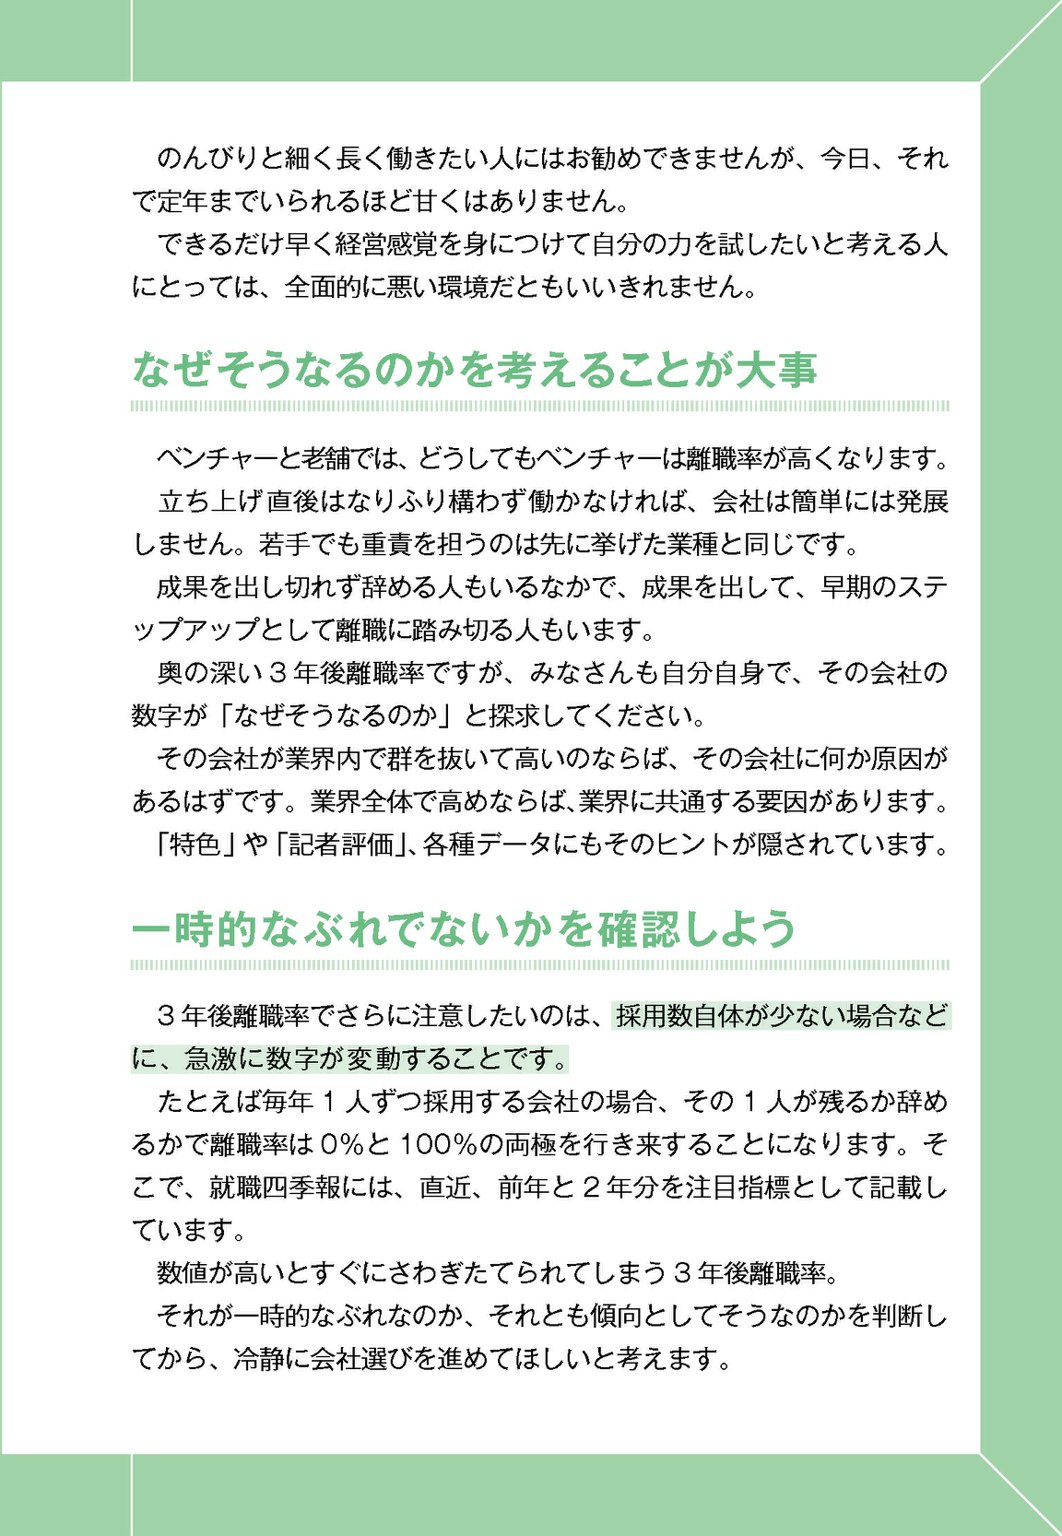 のんびりと細く長く働きたい人にはお勧めできませんが、今日、それ
で定年までいられるほど甘くはありません。
できるだけ早く経営感覚を身につけて自分の力を試したいと考える人
にとっては、全面的に悪い環境だともいいきれません。
なぜそうなるのかを考えることが大事
ベンチャーと老舗では、どうしてもベンチャーは離職率が高くなります。
立ち上げ直後はなりふり構わず働かなければ、会社は簡単には発展
しません。若手でも重責を担うのは先に挙げた業種と同じです。
成果を出し切れず辞める人もいるなかで、成果を出して、早期のステ
ップアップとして離職に踏み切る人もいます。
奥の深い3年後離職率ですが、みなさんも自分自身で、その会社の
数字が「なぜそうなるのか」と探求してください。
その会社が業界内で群を抜いて高いのならば、その会社に何か原因が
あるはずです。業界全体で高めならば、業界に共通する要因があります。
「特色」や「記者評価」、各種データにもそのヒントが隠されています。
一時的なぶれでないかを確認しよう
3年後離職率でさらに注意したいのは、採用数自体が少ない場合など
に、急激に数字が変動することです。
たとえば毎年1人ずつ採用する会社の場合、その1人が残るか辞め
るかで離職率は0%と100%の両極を行き来することになります。そ
こで、就職四季報には、直近、前年と2年分を注目指標として記載し
ています。
数値が高いとすぐにさわぎたてられてしまう3年後離職率。
それが一時的なぶれなのか、それとも傾向としてそうなのかを判断し
てから、冷静に会社選びを進めてほしいと考えます。